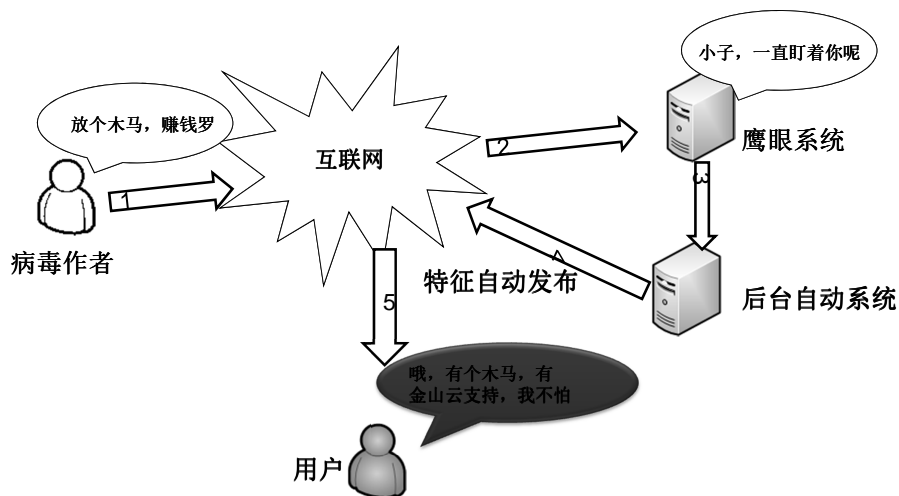 小子，一直盯着你呢
放个木马，赚钱罗
互联网
2
鹰眼系统
3
1
病毒作者
4
特征自动发布
后台自动系统
5
哦，有个木马，有
金山云支持，我不怕
用户